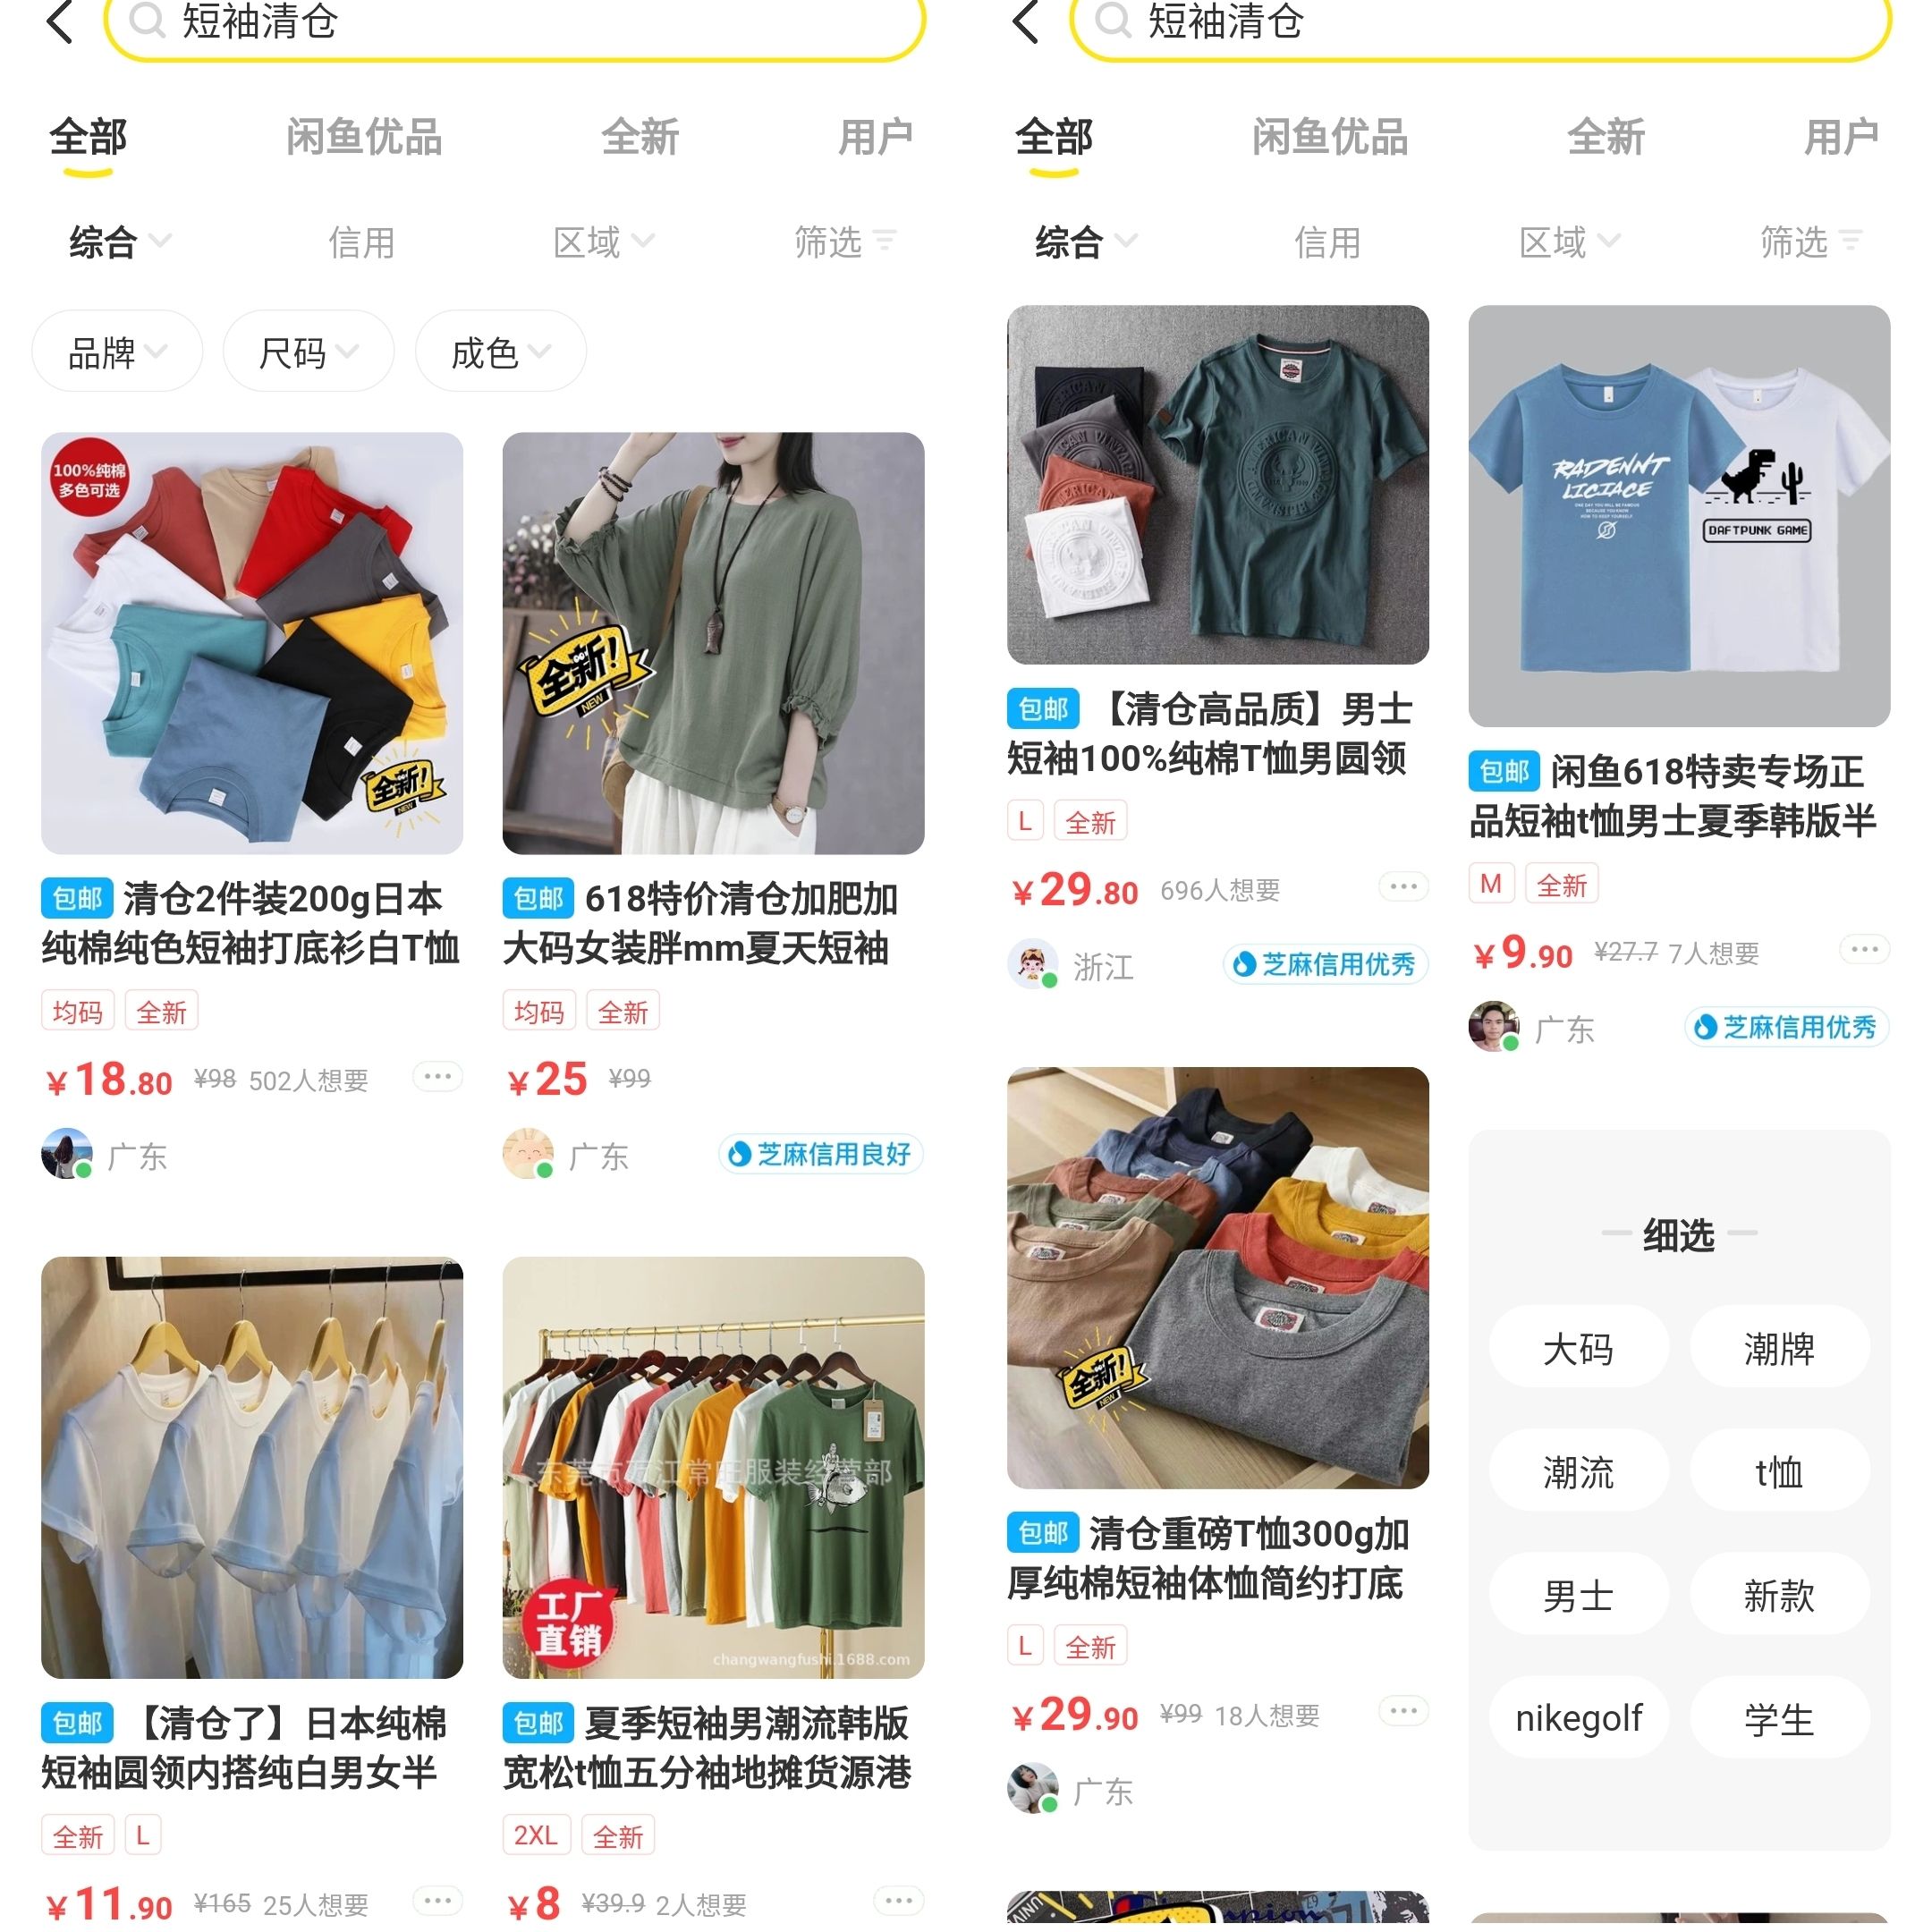 短袖清仓
全部 闲鱼优品 全新 用户
综合 信用 区域 筛选
品牌 尺码 成色
100%纯棉
多色可选
全新!
NEW
包邮 清仓2件装200g日本
纯棉纯色短袖打底衫白T恤
均码 全新
¥18.80 ¥98 502人想要
广东
全新!
NEW
包邮 618特价清仓加肥加
大码女装胖mm夏天短袖
均码 全新
¥25 ¥99
广东 芝麻信用良好
包邮 【清仓了】日本纯棉
短袖圆领内搭纯白男女半
全新 L
¥11.90 ¥165 25人想要
工厂
直销
changwangfushi.1688.com
包邮 夏季短袖男潮流韩版
宽松t恤五分袖地摊货源港
2XL 全新
¥8 ¥39.9 2人想要
短袖清仓
全部 闲鱼优品 全新 用户
综合 信用 区域 筛选
包邮 【清仓高品质】男士
短袖100%纯棉T恤男圆领
L 全新
¥29.80 696人想要
浙江 芝麻信用优秀
RADENNT
LICIACE
DAFTPUNK GAME
包邮 闲鱼618特卖专场正
品短袖t恤男士夏季韩版半
M 全新
¥9.90 ¥27.7 7人想要
广东 芝麻信用优秀
全新!
NEW
包邮 清仓重磅T恤300g加
厚纯棉短袖体恤简约打底
L 全新
¥29.90 ¥99 18人想要
广东
细选
大码 潮牌
潮流 t恤
男士 新款
nikegolf 学生